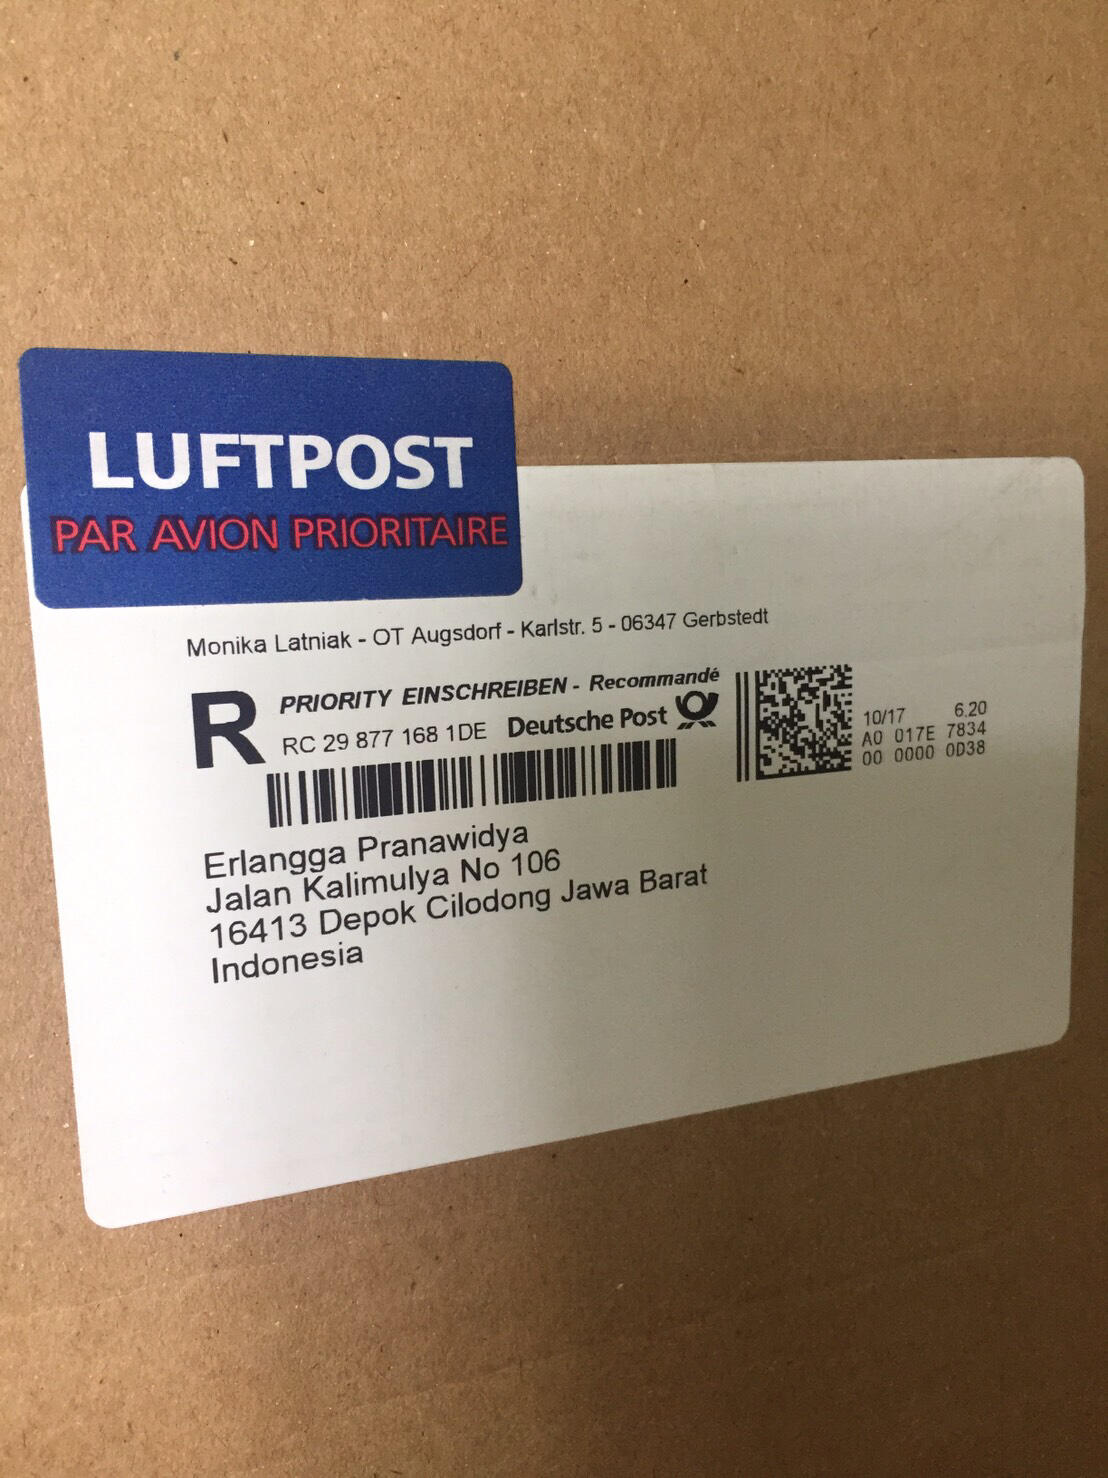 LUFTPOST
PAR AVION PRIORITAIRE
Monika Latniak - OT Augsdorf - Karlstr. 5 - 06347 Gerbstedt
R
PRIORITY EINSCHREIBEN - Recommandé
RC 29 877 168 1DE Deutsche Post
10/17 6.20
A0 017E 7834
00 0000 0D38
Erlangga Pranawidya
Jalan Kalimulya No 106
16413 Depok Cilodong Jawa Barat
Indonesia